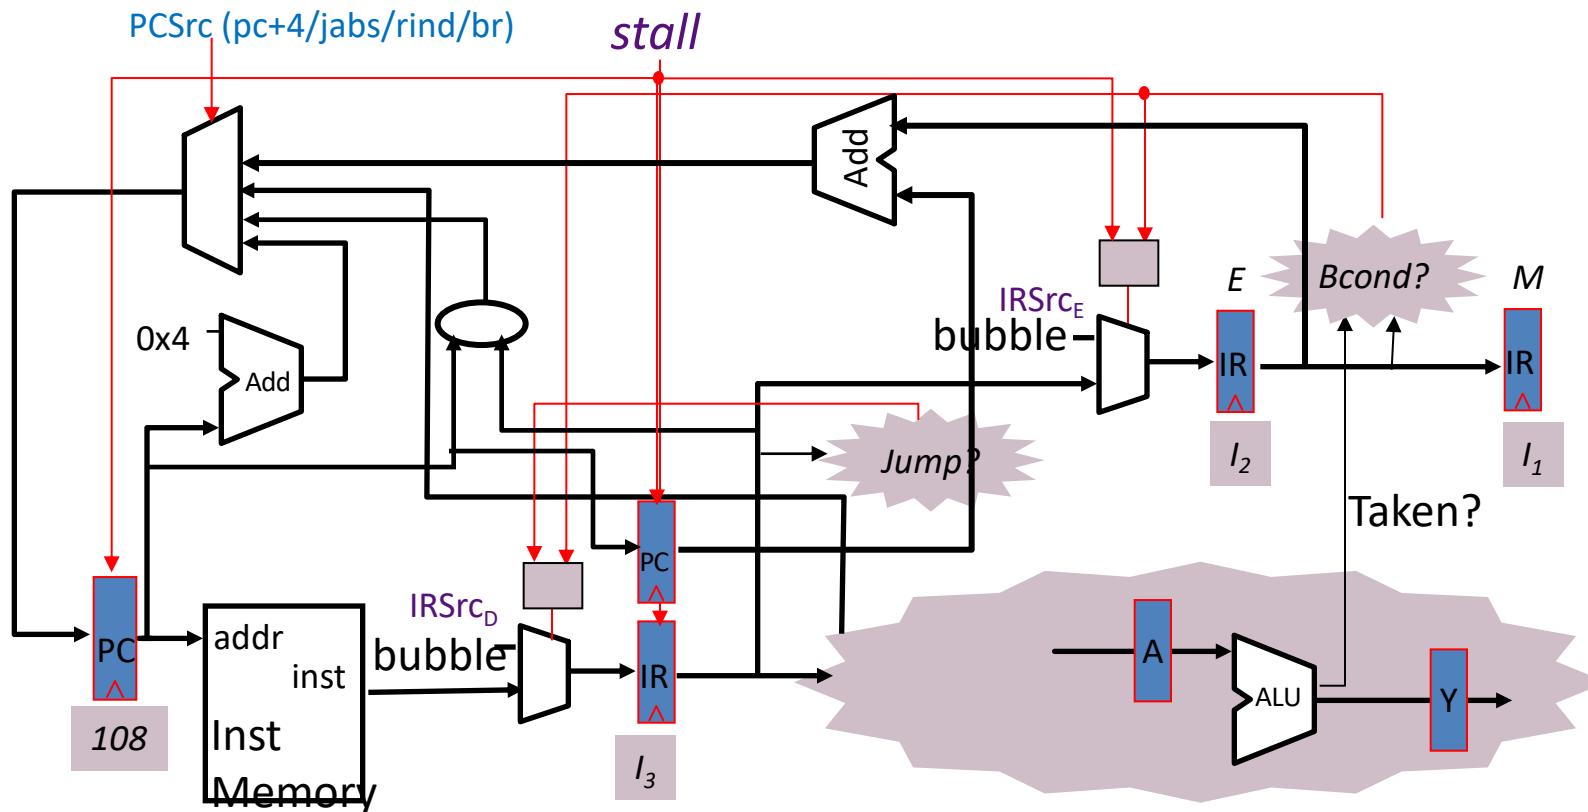 PCSrc (pc+4/jabs/rind/br)
stall
Add
E
Bcond?
M
IRSrcE
bubble
0x4
Add
IR
IR
I2
I1
Jump?
Taken?
PC
IRSrcD
bubble
addr
inst
PC
IR
A
ALU
Y
108
Inst
Memory
I3